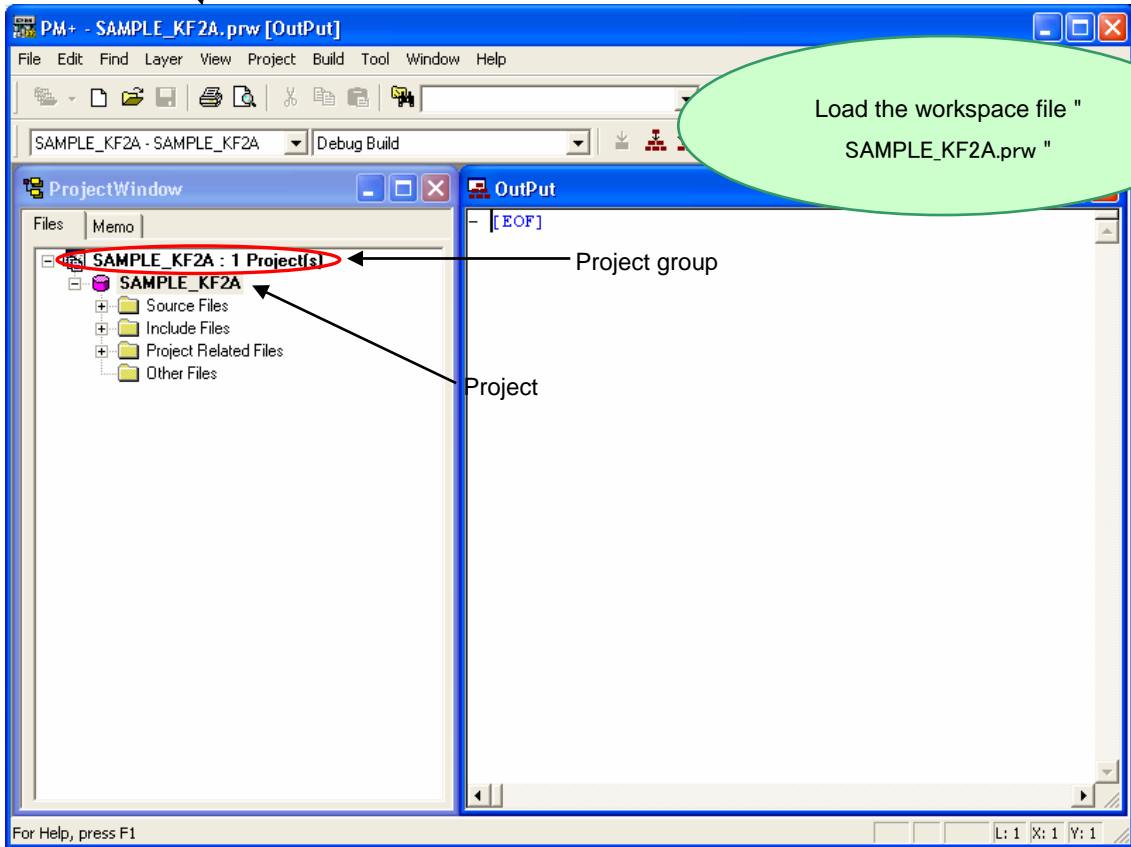 PM+ - SAMPLE_KF2A.prw [OutPut]
File Edit Find Layer View Project Build Tool Window Help
Load the workspace file "
SAMPLE_KF2A.prw "
SAMPLE_KF2A - SAMPLE_KF2A Debug Build
ProjectWindow
OutPut
Files Memo
[EOF]
SAMPLE_KF2A : 1 Project(s)
Project group
SAMPLE_KF2A
Source Files
Include Files
Project Related Files
Other Files
Project
For Help, press F1
L: 1 X: 1 Y: 1